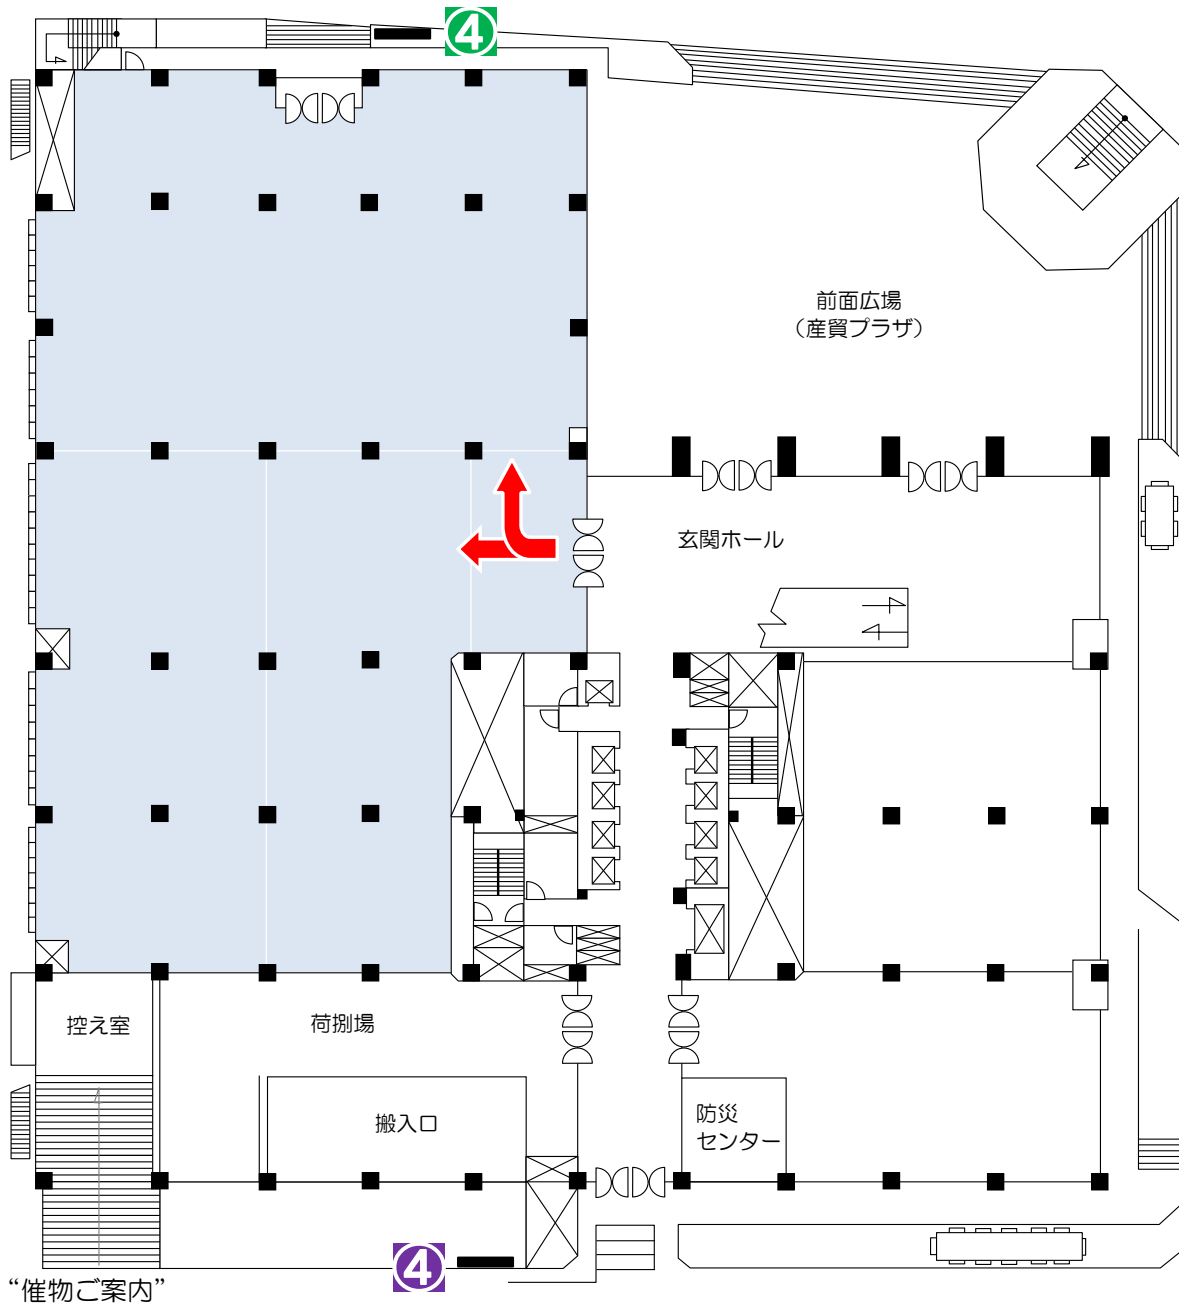 ④
前面広場
(産貿プラザ)
玄関ホール
控え室
荷捌場
搬入口
防災
センター
④
“催物ご案内”